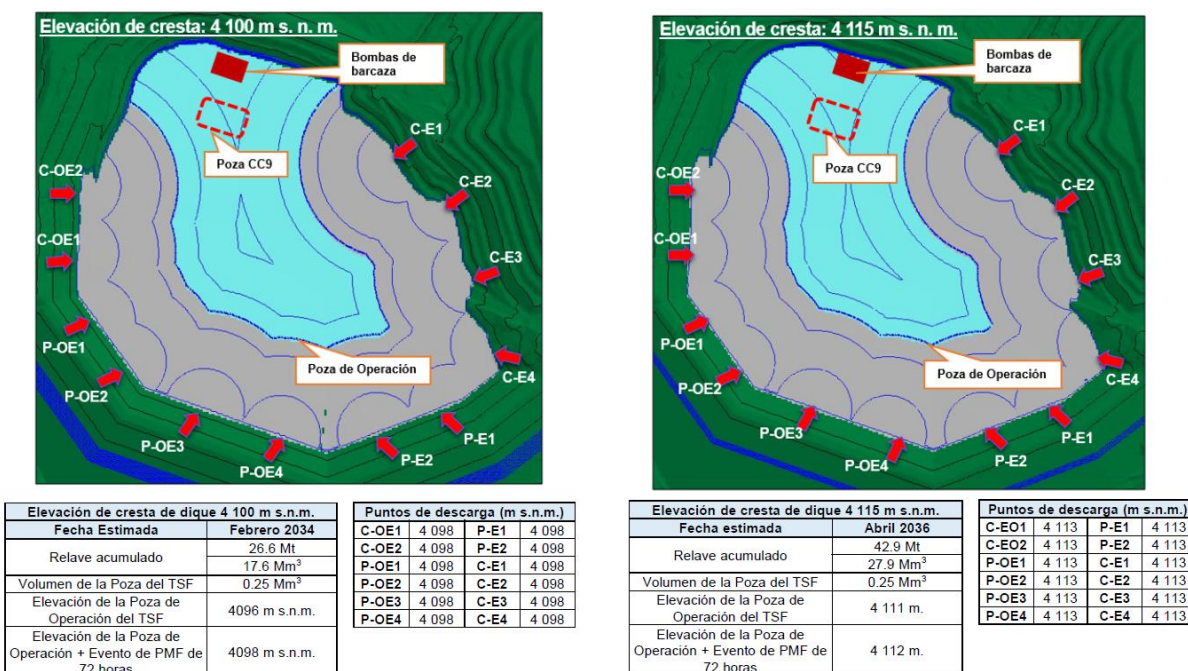 Elevación de cresta: 4 100 m s. n. m.
Bombas de
barcaza
C-E1
Poza CC9
C-OE2
C-E2
C-OE1
C-E3
P-OE1
Poza de Operación
C-E4
P-OE2
P-OE3
P-E1
P-OE4
P-E2
Elevación de cresta de dique 4 100 m s.n.m.
Fecha Estimada Febrero 2034
Relave acumulado 26.6 Mt
17.6 Mm³
Volumen de la Poza del TSF 0.25 Mm³
Elevación de la Poza de
Operación del TSF 4096 m s.n.m.
Elevación de la Poza de
Operación + Evento de PMF de 4098 m s.n.m.
72 horas
Puntos de descarga (m s.n.m.)
C-OE1 4 098 P-E1 4 098
C-OE2 4 098 P-E2 4 098
P-OE1 4 098 C-E1 4 098
P-OE2 4 098 C-E2 4 098
P-OE3 4 098 C-E3 4 098
P-OE4 4 098 C-E4 4 098
Elevación de cresta: 4 115 m s. n. m.
Bombas de
barcaza
C-E1
Poza CC9
C-OE2
C-E2
C-OE1
C-E3
P-OE1
Poza de Operación
C-E4
P-OE2
P-OE3
P-E1
P-OE4
P-E2
Elevación de cresta de dique 4 115 m s.n.m.
Fecha estimada Abril 2036
Relave acumulado 42.9 Mt
27.9 Mm³
Volumen de la Poza del TSF 0.25 Mm³
Elevación de la Poza de
Operación del TSF 4 111 m.
Elevación de la Poza de
Operación + Evento de PMF de 4 112 m.
72 horas
Puntos de descarga (m s.n.m.)
C-EO1 4 113 P-E1 4 113
C-EO2 4 113 P-E2 4 113
P-OE1 4 113 C-E1 4 113
P-OE2 4 113 C-E2 4 113
P-OE3 4 113 C-E3 4 113
P-OE4 4 113 C-E4 4 113